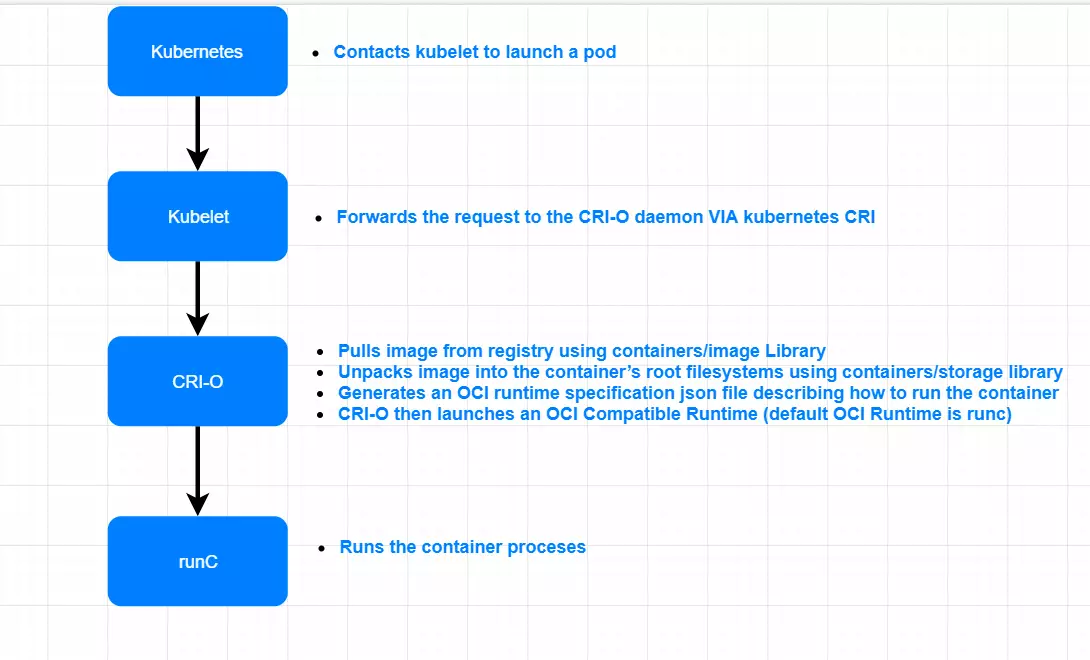 Kubernetes
• Contacts kubelet to launch a pod
Kubelet
• Forwards the request to the CRI-O daemon VIA kubernetes CRI
CRI-O
• Pulls image from registry using containers/image Library
• Unpacks image into the container’s root filesystems using containers/storage library
• Generates an OCI runtime specification json file describing how to run the container
• CRI-O then launches an OCI Compatible Runtime (default OCI Runtime is runc)
runC
• Runs the container proceses